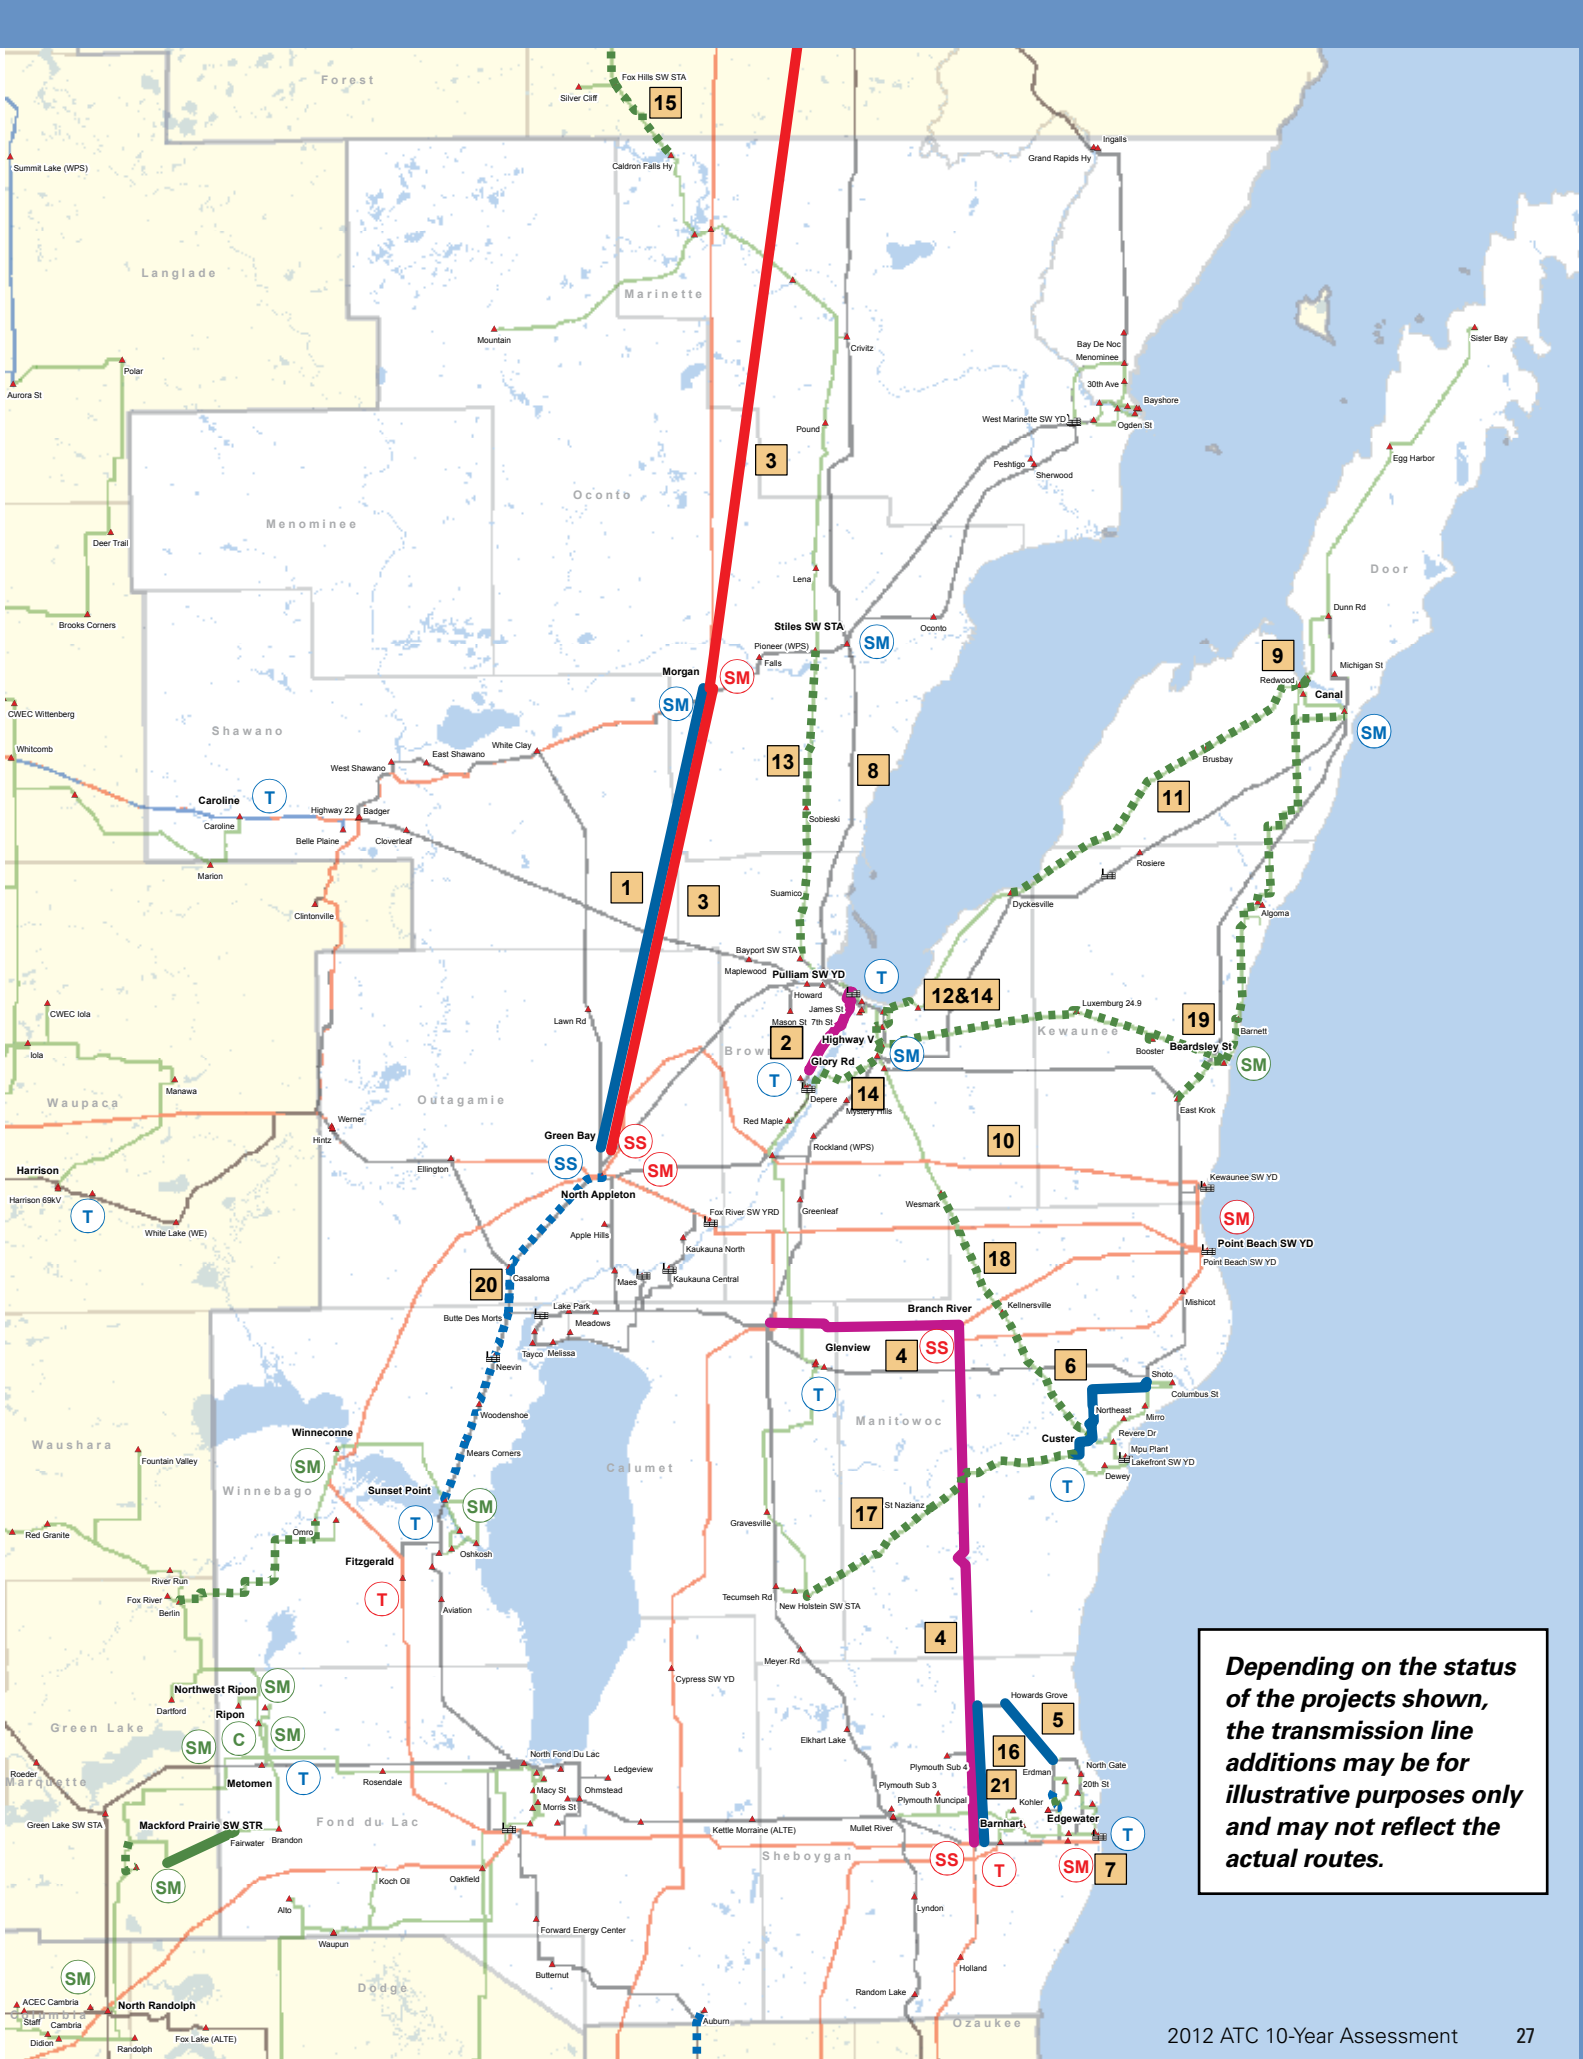 Forest
Fox Hills SW STA
Silver Cliff
15
Ingalls
Grand Rapids Hy
Caldron Falls Hy
Summit Lake (WPS)
Langlade
Marinette
Mountain
Crivitz
Sister Bay
Bay De Noc
Menominee
Polar
30th Ave
Aurora St
Bayshore
West Marinette SW YD
Ogden St
Pound
3
Egg Harbor
Peshtigo
Sherwood
Oconto
Menominee
Deer Trail
Door
Lena
Dunn Rd
Brooks Corners
Stiles SW STA
Oconto
SM
Pioneer (WPS)
Falls
9
Michigan St
Morgan
SM
Redwood
Canal
SM
CWEC Wittenberg
Shawano
SM
White Clay
Whitcomb
East Shawano
West Shawano
13
8
Brusbay
11
Caroline
T
Highway 22
Badger
Caroline
Belle Plaine
Cloverleaf
Sobieski
Marion
Rosiere
1
3
Suamico
Dyckesville
Clintonville
Algoma
Bayport SW STA
Maplewood
Pulliam SW YD
T
Howard
12&14
CWEC Iola
James St
Luxemburg 24.9
Lawn Rd
Mason St
7th St
19
Kewaunee
Barnett
Iola
Brown
2
Highway V
SM
Booster
Beardsley St
Glory Rd
SM
T
Manawa
Depere
14
Waupaca
Outagamie
Mystery Hills
East Krok
Red Maple
Werner
Hintz
Green Bay
SS
10
Rockland (WPS)
SS
SM
Harrison
Ellington
North Appleton
Kewaunee SW YD
Harrison 69kV
T
Greenleaf
Wesmark
White Lake (WE)
Fox River SW YRD
SM
Apple Hills
Point Beach SW YD
Kaukauna North
18
Point Beach SW YD
20
Casaloma
Maes
Kaukauna Central
Mishicot
Butte Des Morts
Lake Park
Branch River
Kellnersville
Meadows
Glenview
4
SS
6
Tayco
Melissa
Neevin
T
Shoto
Columbus St
Woodenshoe
Manitowoc
Northeast
Mirro
Winneconne
Revere Dr
Custer
Waushara
Mears Corners
Mpu Plant
Fountain Valley
SM
Calumet
Lakefront SW YD
Dewey
T
Winnebago
Sunset Point
SM
17
St Nazianz
Gravesville
Red Granite
Omro
T
Oshkosh
Fitzgerald
River Run
Fox River
T
Tecumseh Rd
New Holstein SW STA
Berlin
Aviation
4
Depending on the status
of the projects shown,
the transmission line
additions may be for
illustrative purposes only
and may not reflect the
actual routes.
Meyer Rd
Cypress SW YD
Northwest Ripon
SM
Howards Grove
Dartford
Ripon
5
Green Lake
C
SM
Elkhart Lake
SM
16
North Fond Du Lac
Roeder
Plymouth Sub 4
Erdman
North Gate
Marquette
Metomen
T
Rosendale
Ledgeview
20th St
Macy St
Ohmstead
Plymouth Sub 3
21
Morris St
Plymouth Muncipal
Kohler
Green Lake SW STA
Mackford Prairie SW STR
Fond du Lac
Mullet River
Barnhart
Edgewater
T
Brandon
Fairwater
Kettle Morraine (ALTE)
Sheboygan
SS
T
SM
7
SM
Koch Oil
Oakfield
Alto
Lyndon
Forward Energy Center
Waupun
Holland
SM
Butternut
Dodge
Random Lake
ACEC Cambria
North Randolph
Columbia
Staff
Cambria
Auburn
Ozaukee
Didion
Fox Lake (ALTE)
Randolph
2012 ATC 10-Year Assessment 27